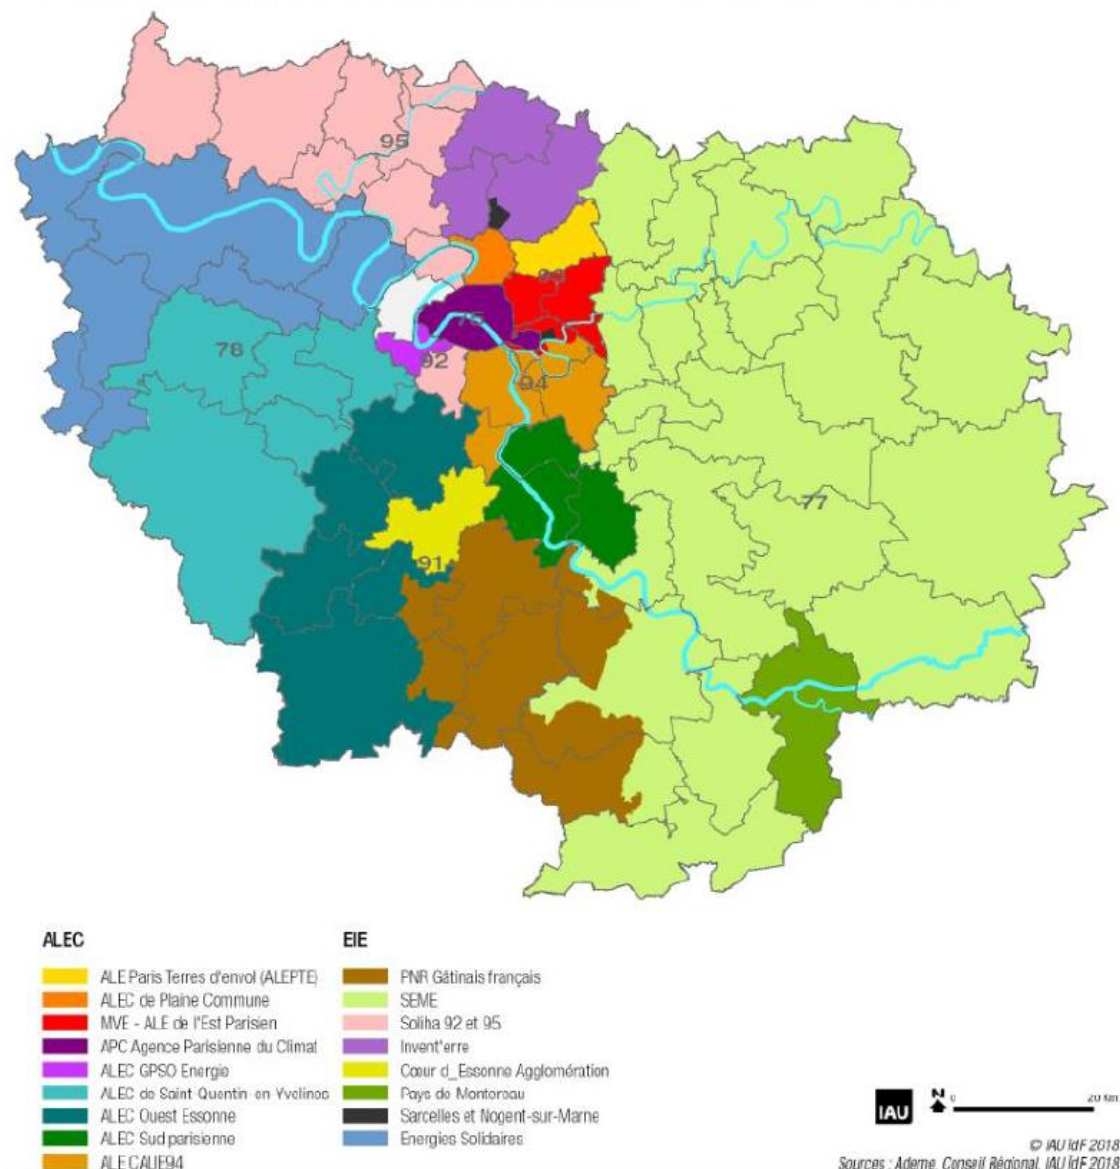 95
93
78
75
92
94
77
91
ALEC
ALE Paris Terres d'envol (ALEPTE)
ALEC de Plaine Commune
MVE - ALE de l'Est Parisien
APC Agence Parisienne du Climat
ALEC GPSO Energie
ALEC de Saint Quentin en Yvelines
ALEC Ouest Essonne
ALEC Sud parisienne
ALE CAUE94
EIE
PNR Gâtinais français
SEME
Soliha 92 et 95
Invent'erre
Cœur d_Essonne Agglomération
Pays de Montereau
Sarcelles et Nogent-sur-Marne
Energies Solidaires
IAU
N
0 20 Km
© IAU îdF 2018
Sources : Ademe, Conseil Régional, IAU îdF 2018